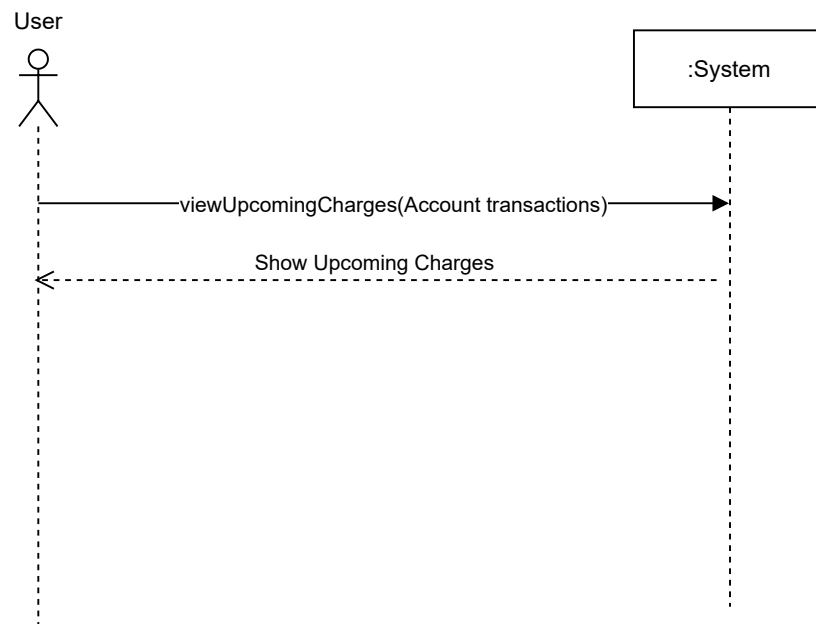 User
:System
viewUpcomingCharges(Account transactions)
Show Upcoming Charges